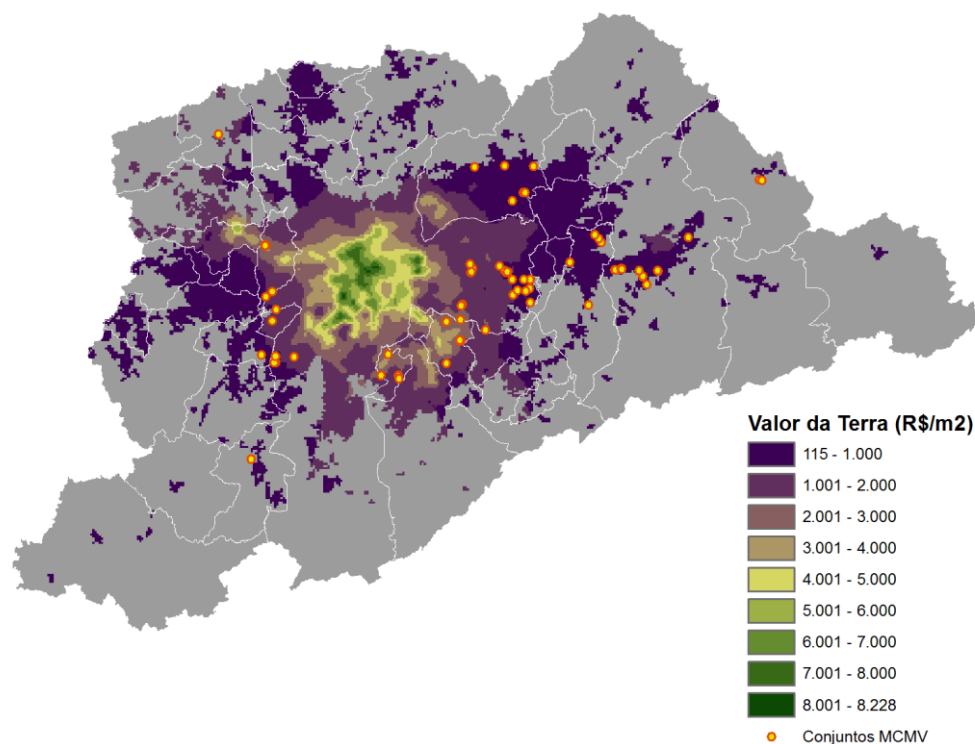 Valor da Terra (R$/m2)
115 - 1.000
1.001 - 2.000
2.001 - 3.000
3.001 - 4.000
4.001 - 5.000
5.001 - 6.000
6.001 - 7.000
7.001 - 8.000
8.001 - 8.228
Conjuntos MCMV